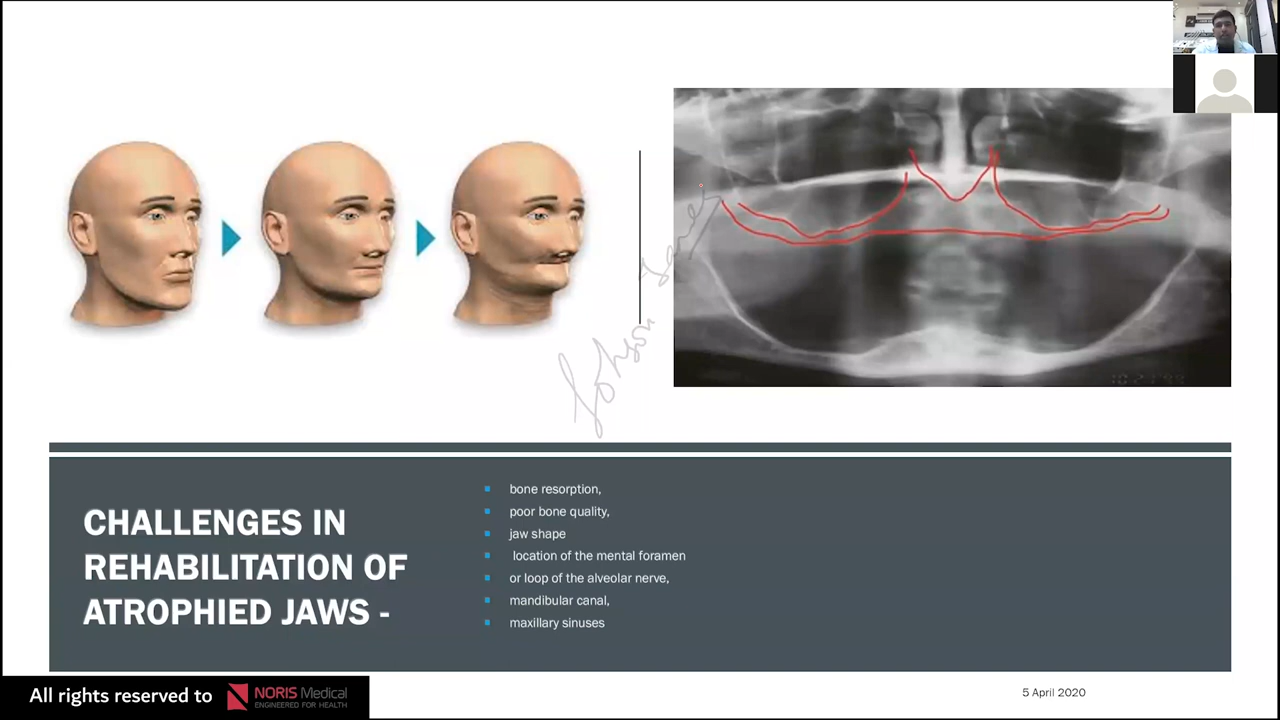 CHALLENGES IN
REHABILITATION OF
ATROPHIED JAWS -
bone resorption,
poor bone quality,
jaw shape
location of the mental foramen
or loop of the alveolar nerve,
mandibular canal,
maxillary sinuses
All rights reserved to
NORIS Medical
ENGINEERED FOR HEALTH
5 April 2020